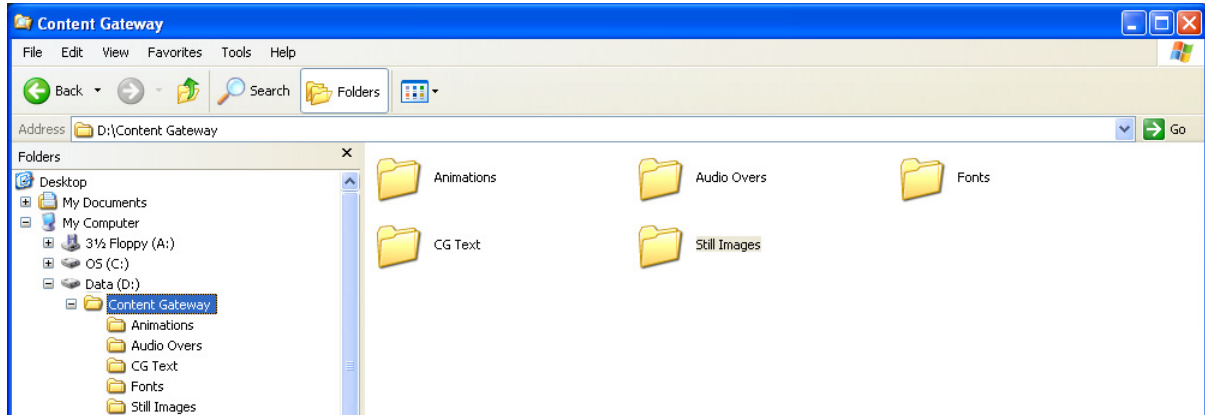 Content Gateway
File Edit View Favorites Tools Help
Back Search Folders
Address D:\Content Gateway Go
Folders x
Desktop
My Documents
My Computer
3½ Floppy (A:)
OS (C:)
Data (D:)
Content Gateway
Animations
Audio Overs
CG Text
Fonts
Still Images
Animations Audio Overs Fonts
CG Text Still Images